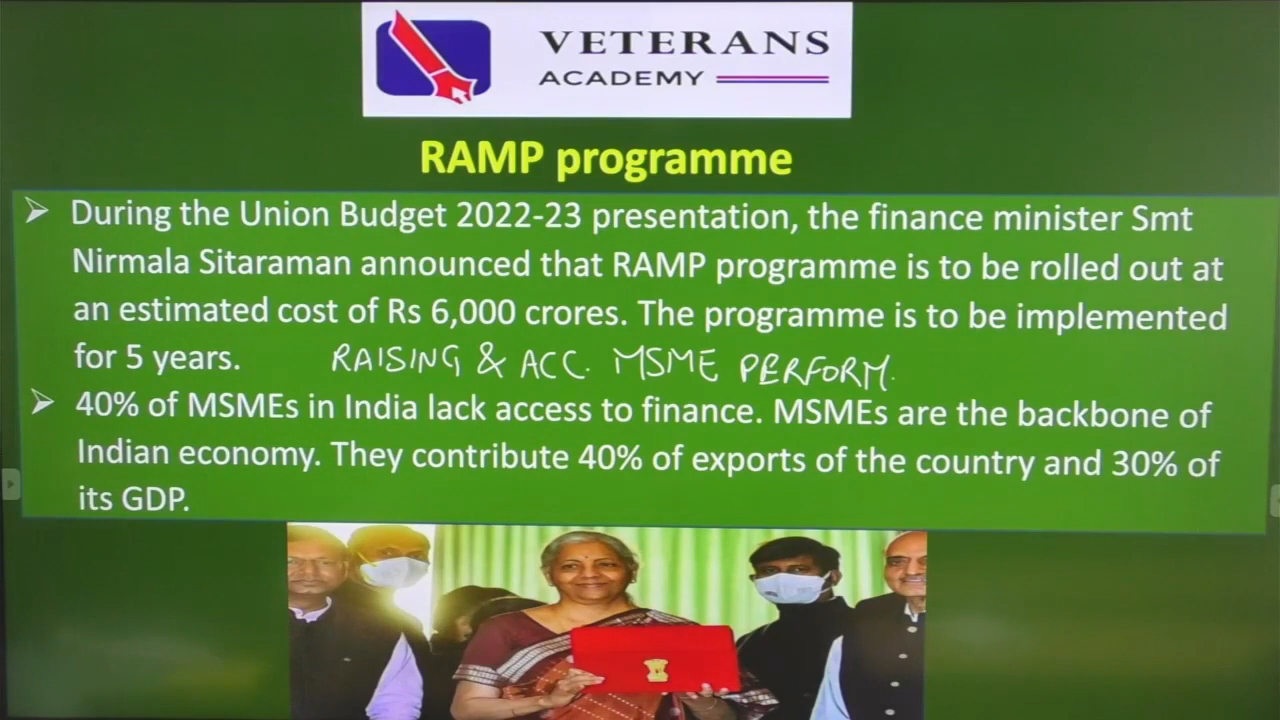 VETERANS
ACADEMY
RAMP programme
During the Union Budget 2022-23 presentation, the finance minister Smt
Nirmala Sitaraman announced that RAMP programme is to be rolled out at
an estimated cost of Rs 6,000 crores. The programme is to be implemented
for 5 years. RAISING & ACC. MSME PERFORM.
40% of MSMEs in India lack access to finance. MSMEs are the backbone of
Indian economy. They contribute 40% of exports of the country and 30% of
its GDP.